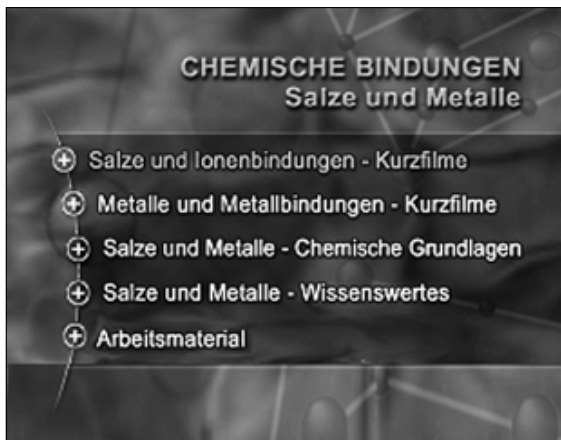 CHEMISCHE BINDUNGEN
Salze und Metalle
Salze und Ionenbindungen - Kurzfilme
Metalle und Metallbindungen - Kurzfilme
Salze und Metalle - Chemische Grundlagen
Salze und Metalle - Wissenswertes
Arbeitsmaterial